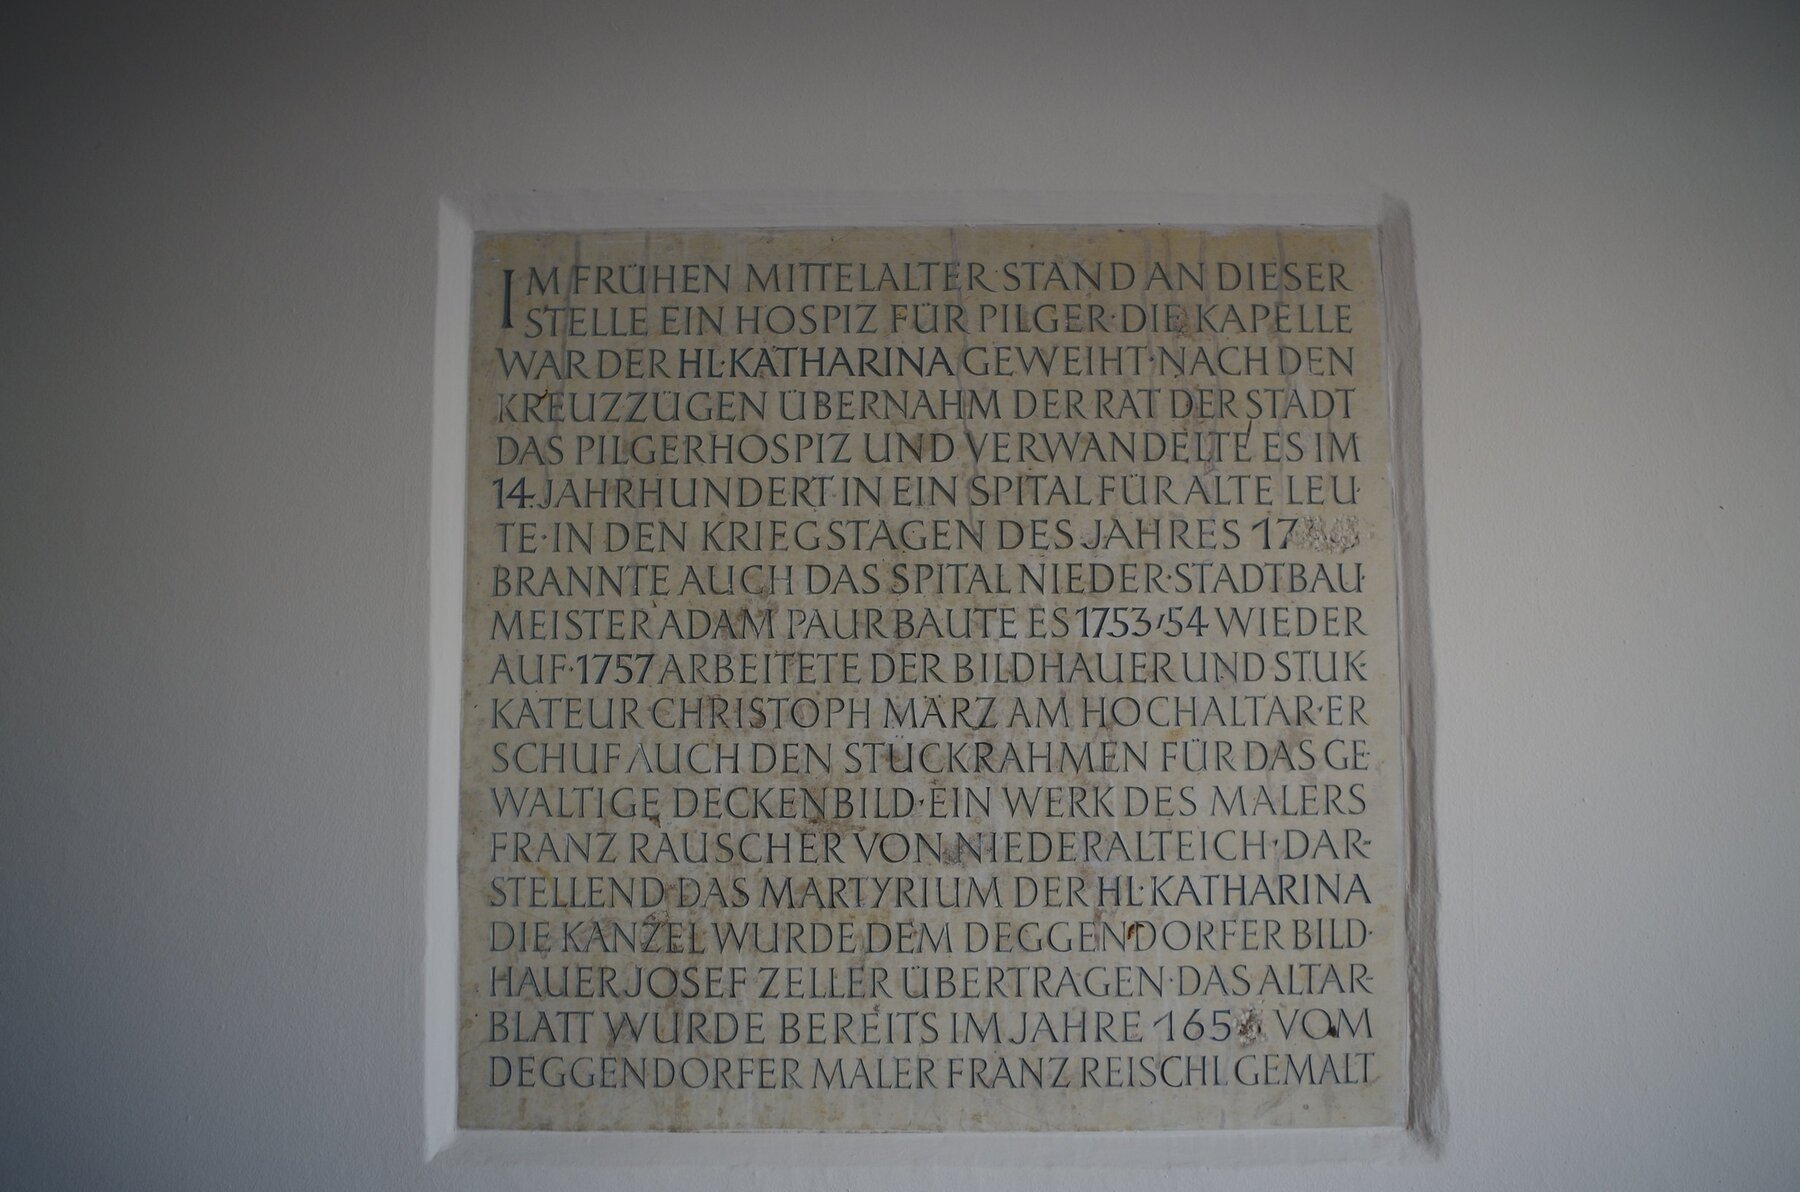 IM FRÜHEN MITTELALTER·STAND AN DIESER
STELLE EIN HOSPIZ FÜR PILGER·DIE KAPELLE
WAR DER HL·KATHARINA GEWEIHT·NACH DEN
KREUZZÜGEN ÜBERNAHM DER RAT DER STADT
DAS PILGERHOSPIZ UND VERWANDELTE ES IM
14.JAHRHUNDERT·IN EIN SPITAL FÜR ALTE LEU·
TE·IN DEN KRIEGSTAGEN DES JAHRES
BRANNTE AUCH DAS SPITAL NIEDER·STADTBAU·
MEISTER ADAM PAUR BAUTE ES 1753/54 WIEDER
AUF·1757 ARBEITETE DER BILDHAUER UND STUK-
KATEUR·CHRISTOPH MÄRZ AM HOCHALTAR·ER
SCHUF AUCH DEN STUCKRAHMEN FÜR DAS GE-
WALTIGE DECKENBILD·EIN WERK DES MALERS
FRANZ RAUSCHER VON NIEDERALTEICH·DAR-
STELLEND DAS MARTYRIUM DER HL·KATHARINA
DIE KANZEL WURDE DEM DEGGENDORFER BILD·
HAUER JOSEF ZELLER ÜBERTRAGEN·DAS ALTAR-
BLATT WURDE BEREITS IM JAHRE VOM
DEGGENDORFER MALER FRANZ REISCHL GEMALT